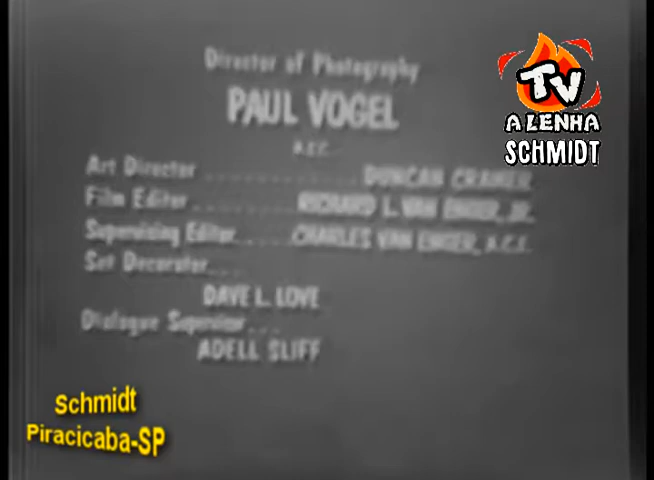 Director of Photography
PAUL VOGEL
A.S.C.
Art Director .......... DUNCAN CRAMER
Film Editor .......... RICHARD L. VAN ENGER, JR.
Supervising Editor ..... CHARLES VAN ENGER, A.C.E.
Set Decorator....
DAVE L. LOVE
Dialogue Supervisor...
ADELL SLIFF
TV
A LENHA
SCHMIDT
Schmidt
Piracicaba-SP